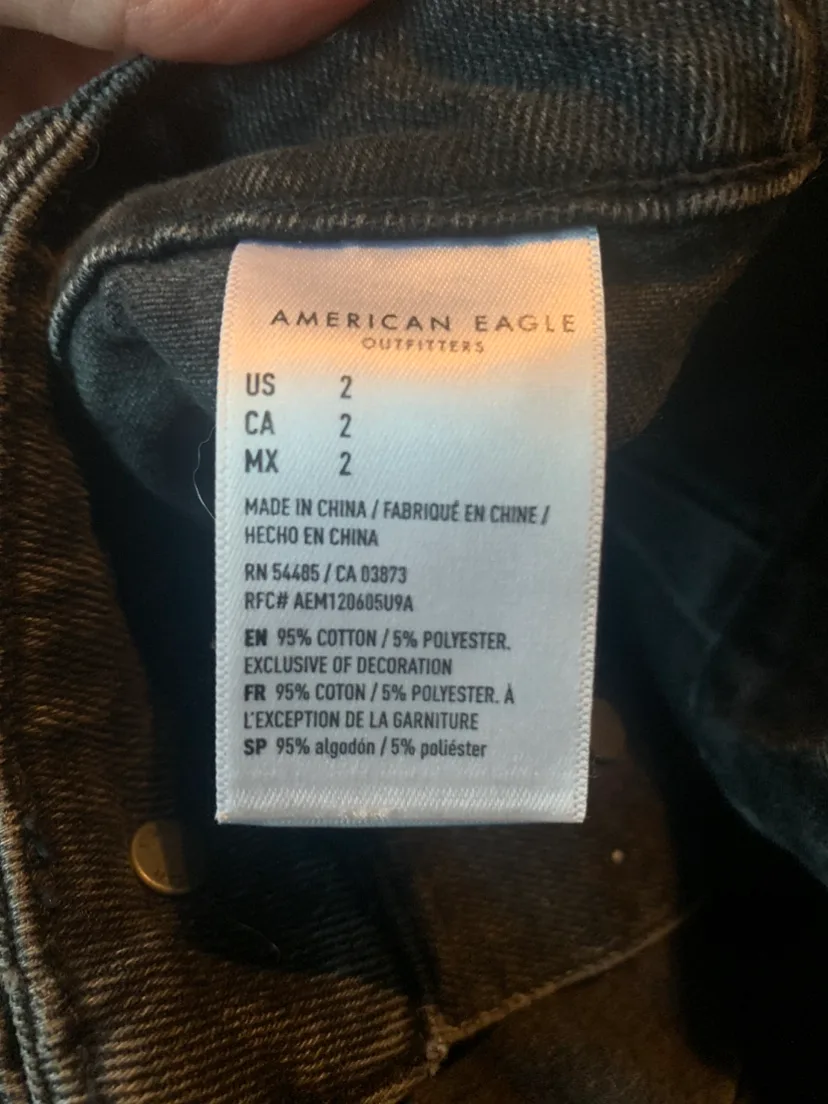 AMERICAN EAGLE
OUTFITTERS
US 2
CA 2
MX 2
MADE IN CHINA / FABRIQUÉ EN CHINE /
HECHO EN CHINA
RN 54485 / CA 03873
RFC# AEM120605U9A
EN 95% COTTON / 5% POLYESTER.
EXCLUSIVE OF DECORATION
FR 95% COTON / 5% POLYESTER. À
L'EXCEPTION DE LA GARNITURE
SP 95% algodón / 5% poliéster